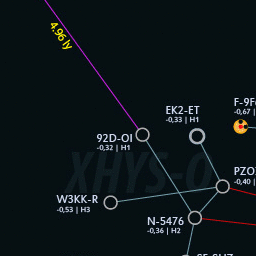 4.96 ly
EK2-ET
-0,33 | H1
-0,67 |
92D-OI
-0,32 | H1
XHYS-O
-0,40 |
W3KK-R
-0,53 | H3
N-5476
-0,36 | H2